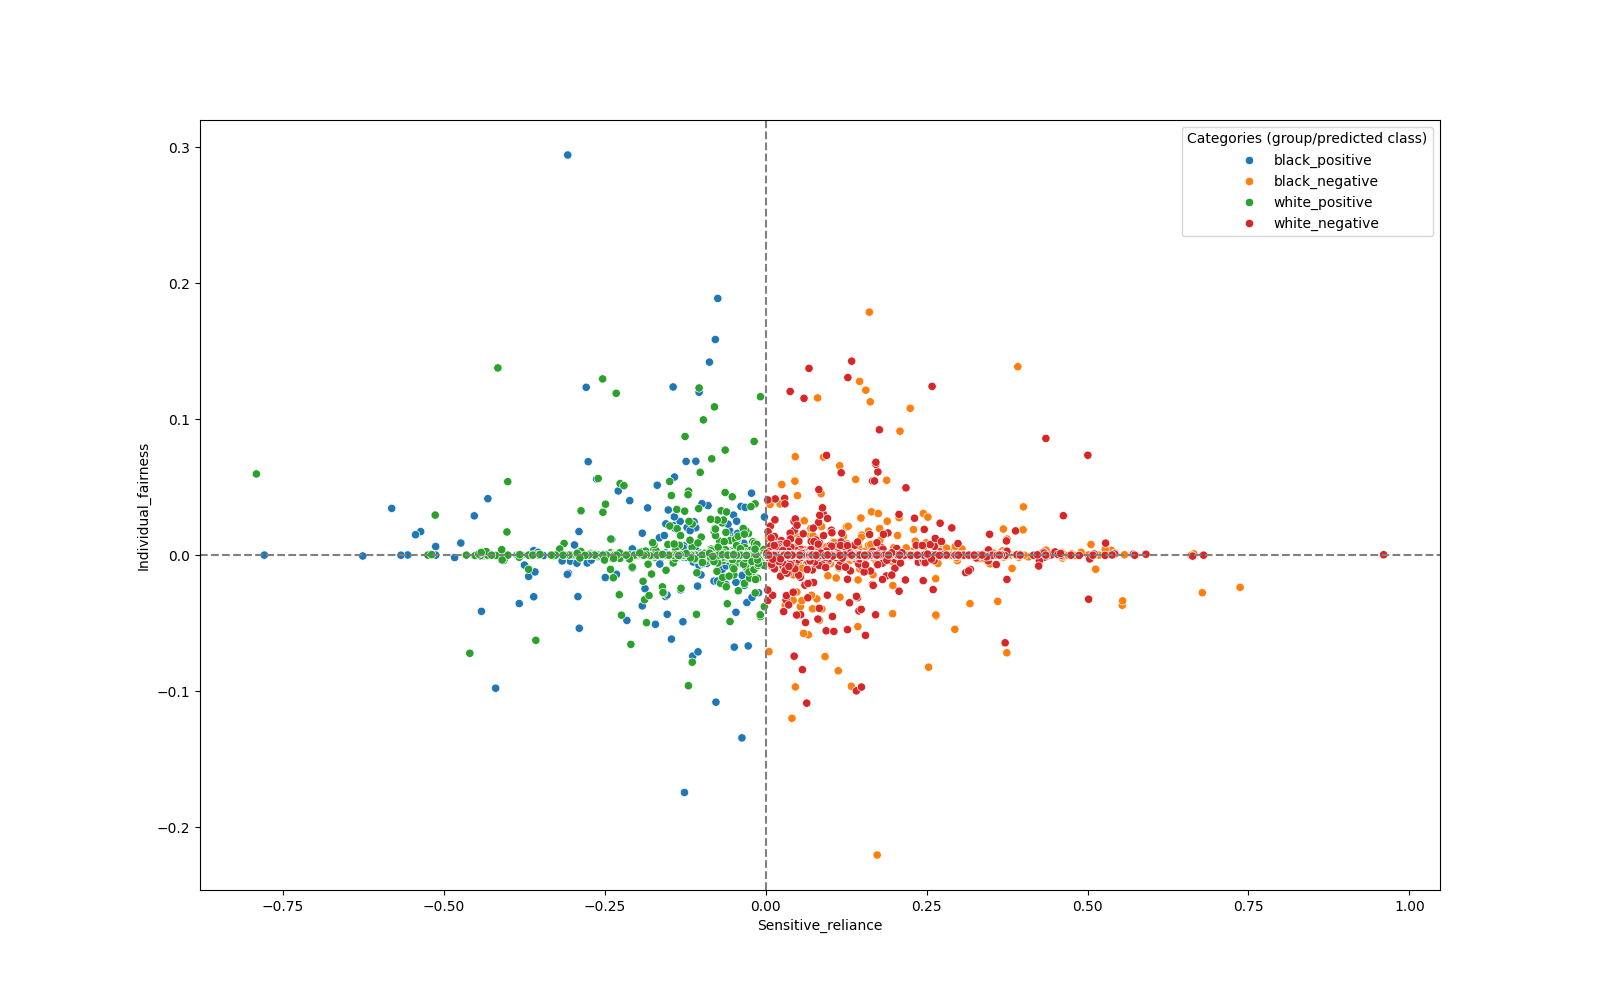 Categories (group/predicted class)
black_positive
black_negative
white_positive
white_negative
0.3
0.2
0.1
0.0
−0.1
−0.2
Individual_fairness
−0.75
−0.50
−0.25
0.00
0.25
0.50
0.75
1.00
Sensitive_reliance